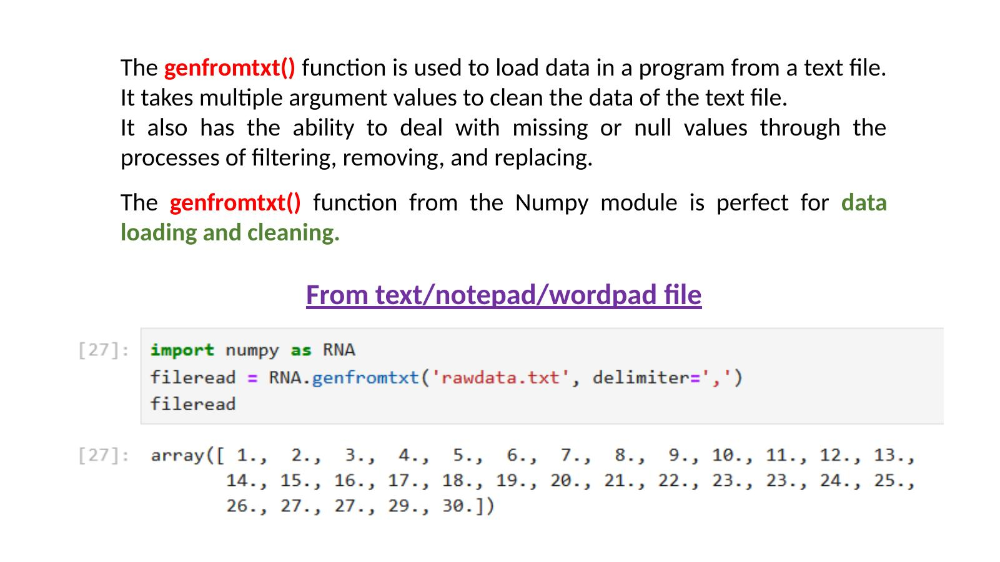 The genfromtxt() function is used to load data in a program from a text file.
It takes multiple argument values to clean the data of the text file.
It also has the ability to deal with missing or null values through the
processes of filtering, removing, and replacing.
The genfromtxt() function from the Numpy module is perfect for data
loading and cleaning.
From text/notepad/wordpad file
[27]: import numpy as RNA
fileread = RNA.genfromtxt('rawdata.txt', delimiter=',')
fileread
[27]: array([ 1., 2., 3., 4., 5., 6., 7., 8., 9., 10., 11., 12., 13.,
14., 15., 16., 17., 18., 19., 20., 21., 22., 23., 23., 24., 25.,
26., 27., 27., 29., 30.])